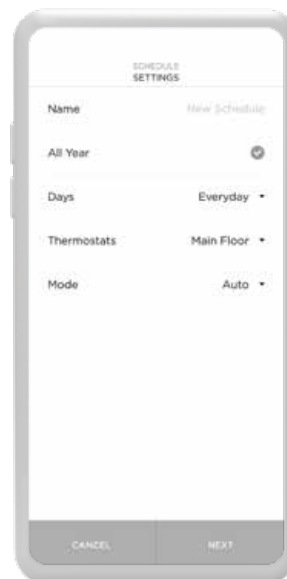 SCHEDULE
SETTINGS
Name New Schedule
All Year
Days Everyday
Thermostats Main Floor
Mode Auto
CANCEL NEXT